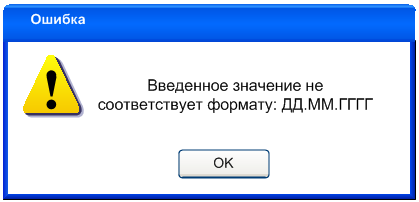 Ошибка
Введенное значение не
соответствует формату: ДД.ММ.ГГГГ
OK